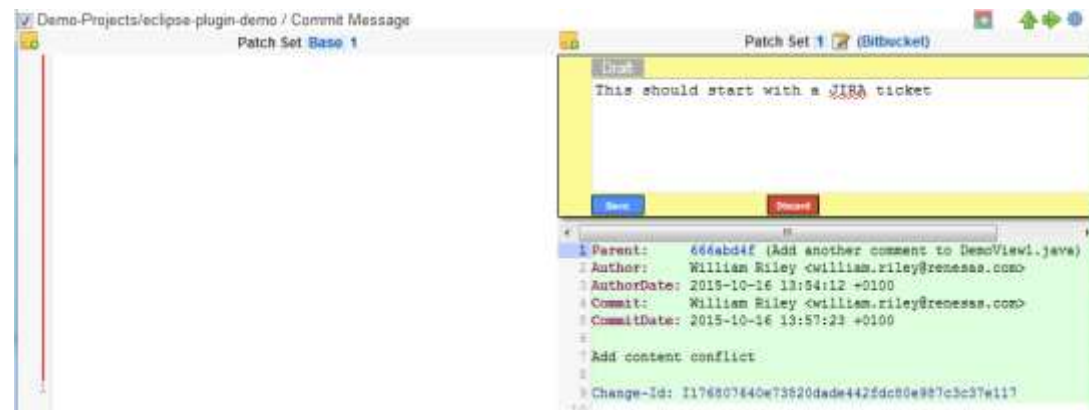 Demo-Projects/eclipse-plugin-demo / Commit Message
Patch Set Base 1
Patch Set 1 (Bitbucket)
Draft
This should start with a JIRA ticket
Save Discard
1 Parent: 666abd4f (Add another comment to DemoView1.java)
2 Author: William Riley <william.riley@renesas.com>
3 AuthorDate: 2015-10-16 13:54:12 +0100
4 Commit: William Riley <william.riley@renesas.com>
5 CommitDate: 2015-10-16 13:57:23 +0100
6
7 Add content conflict
8
9 Change-Id: